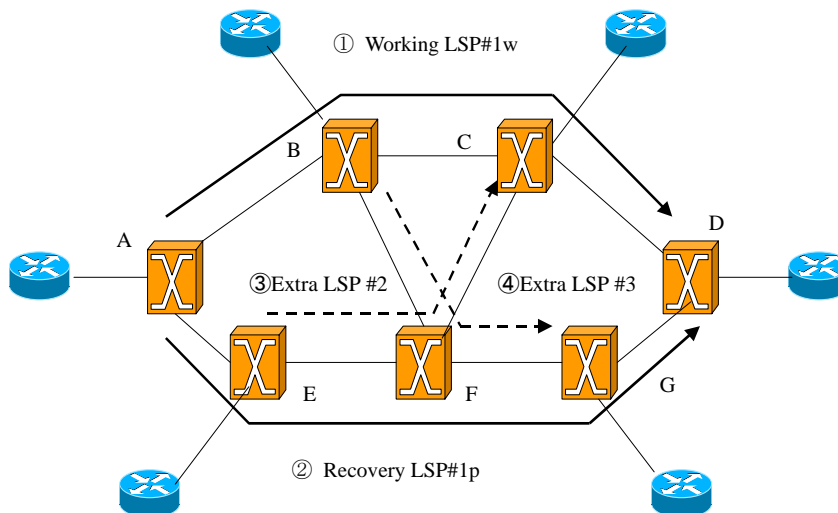 ① Working LSP#1w
B
C
A
D
③Extra LSP #2
④Extra LSP #3
E
F
G
② Recovery LSP#1p